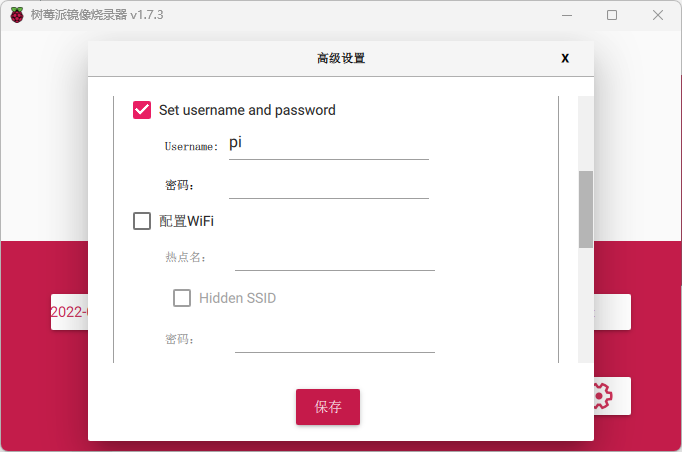 树莓派镜像烧录器 v1.7.3
高级设置
X
Set username and password
Username:
pi
密码：
配置WiFi
热点名：
Hidden SSID
密码：
2022-0
保存